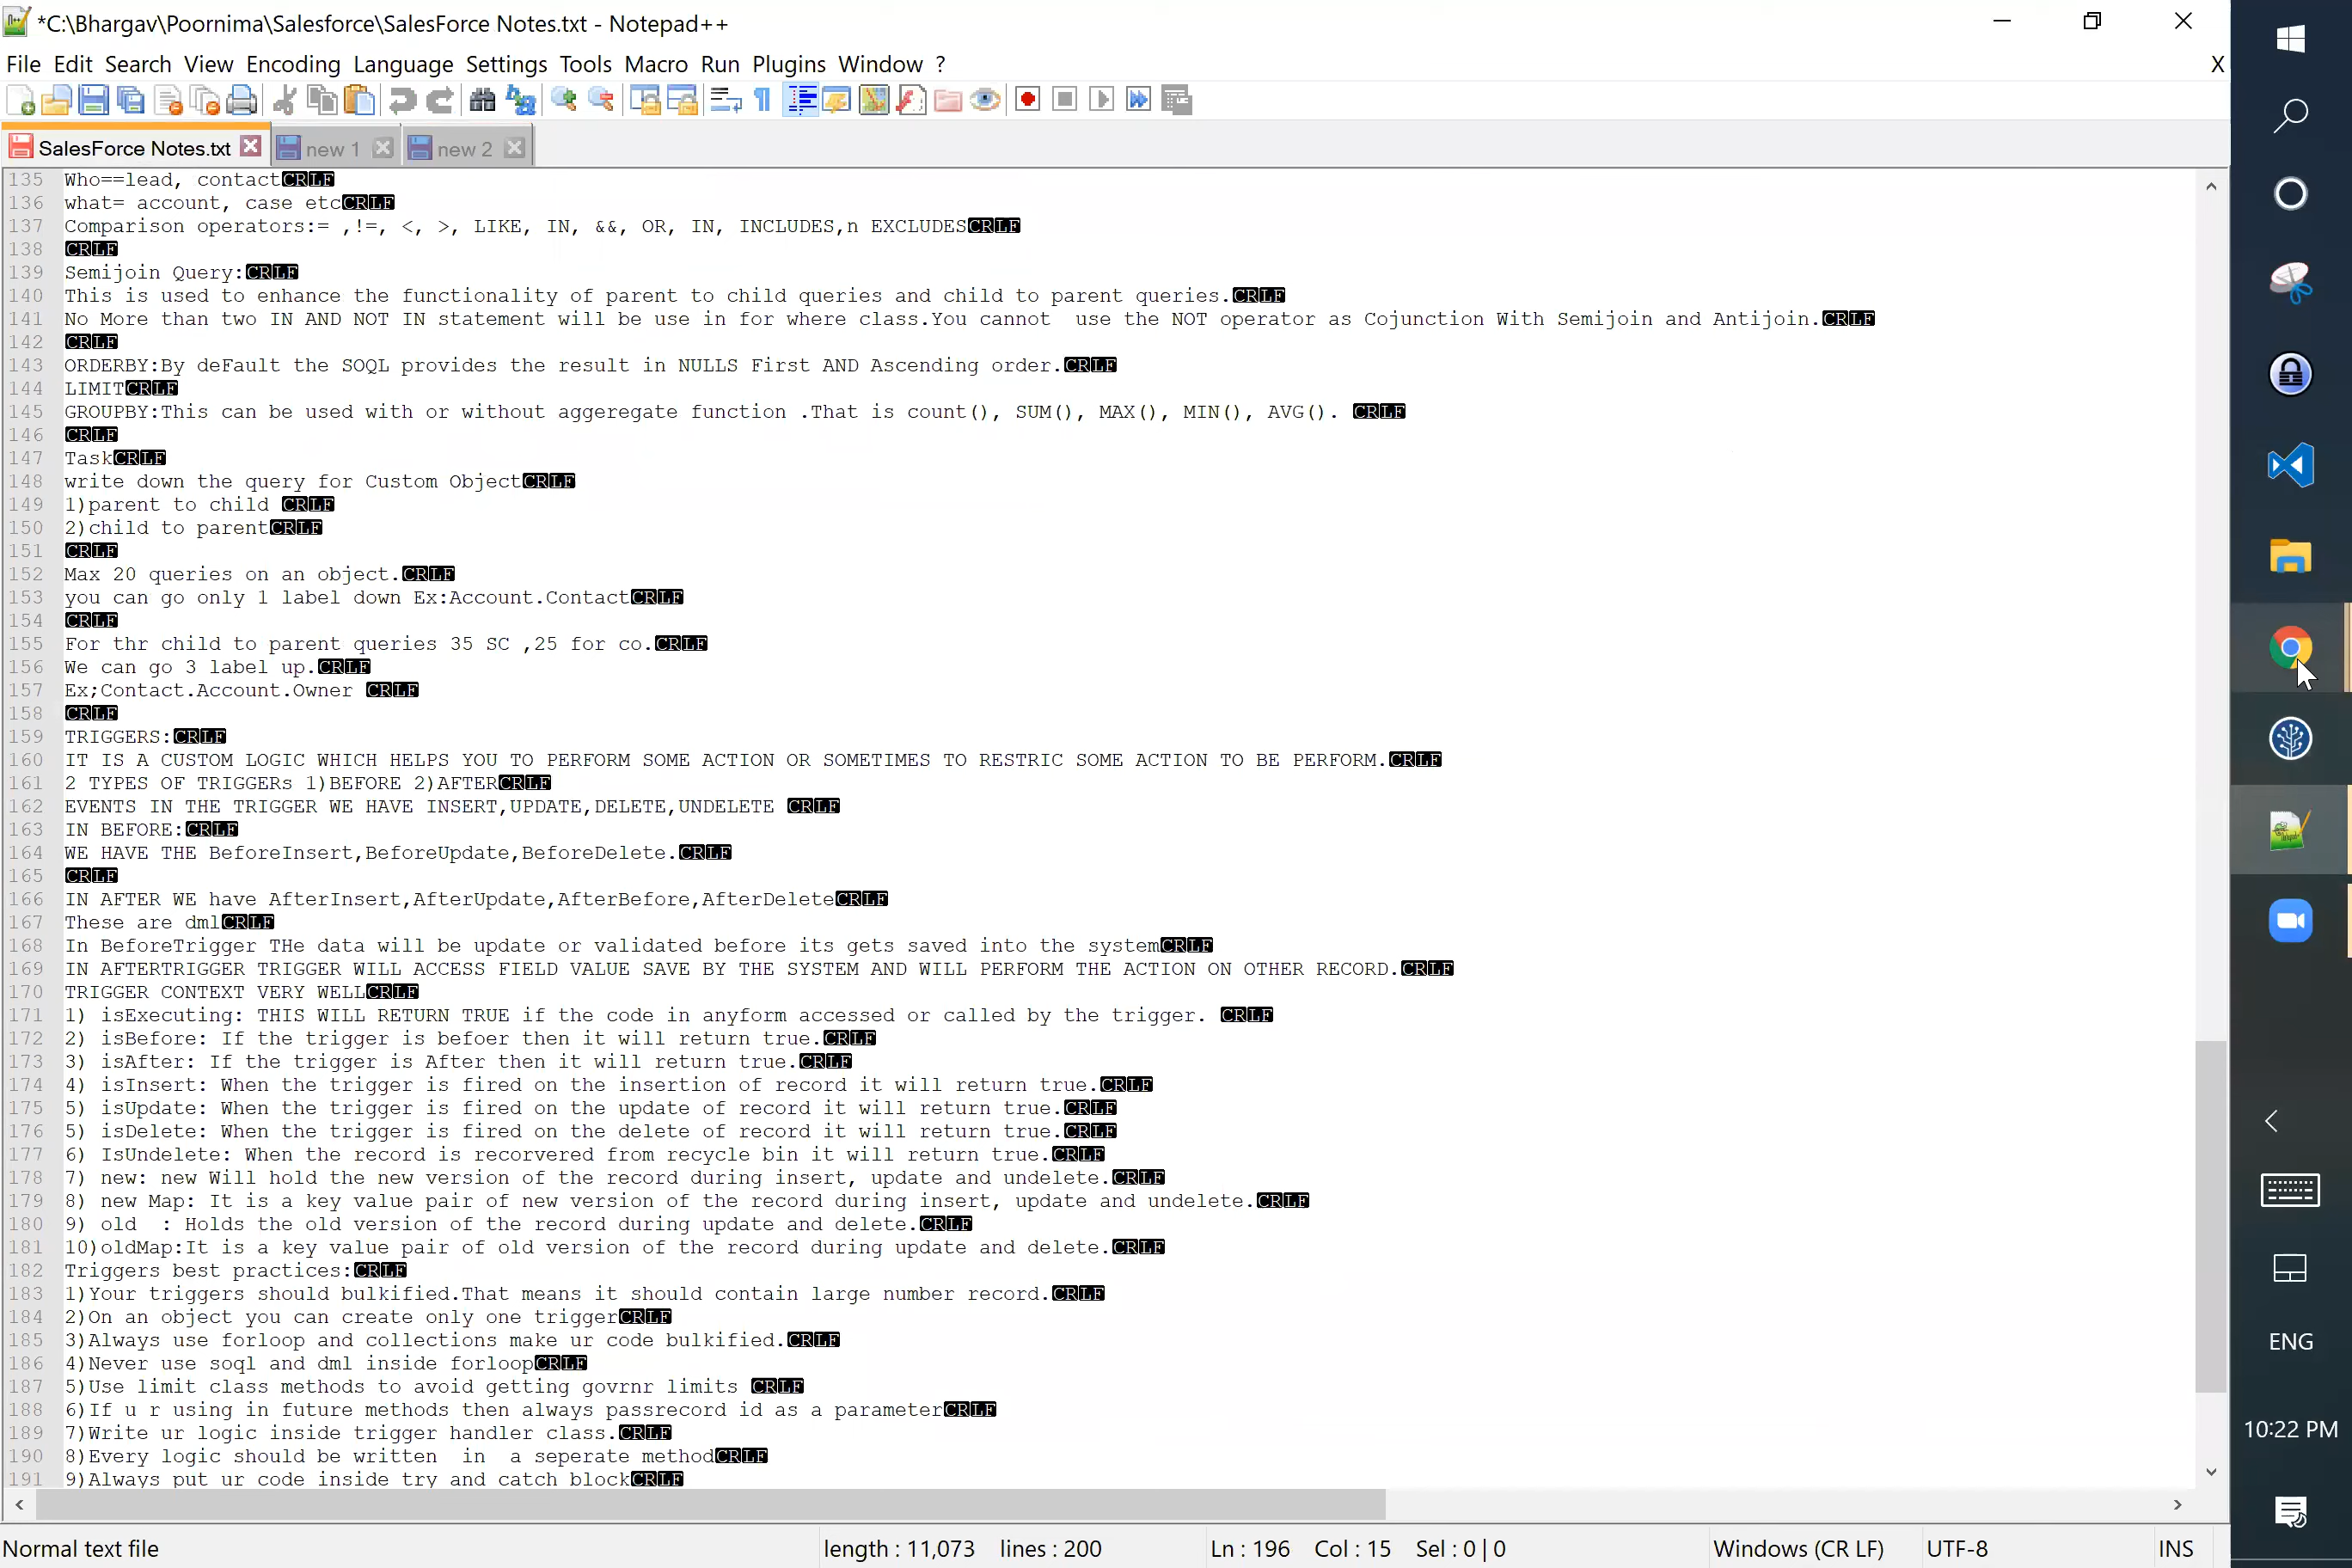 *C:\Bhargav\Poornima\Salesforce\SalesForce Notes.txt - Notepad++
File Edit Search View Encoding Language Settings Tools Macro Run Plugins Window ? X
SalesForce Notes.txt new 1 new 2
135 Who==lead, contactCRLF
136 what= account, case etcCRLF
137 Comparison operators:= ,!=, <, >, LIKE, IN, &&, OR, IN, INCLUDES,n EXCLUDESCRLF
138 CRLF
139 Semijoin Query:CRLF
140 This is used to enhance the functionality of parent to child queries and child to parent queries.CRLF
141 No More than two IN AND NOT IN statement will be use in for where class.You cannot  use the NOT operator as Cojunction With Semijoin and Antijoin.CRLF
142 CRLF
143 ORDERBY:By deFault the SOQL provides the result in NULLS First AND Ascending order.CRLF
144 LIMITCRLF
145 GROUPBY:This can be used with or without aggeregate function .That is count(), SUM(), MAX(), MIN(), AVG(). CRLF
146 CRLF
147 TaskCRLF
148 write down the query for Custom ObjectCRLF
149 1)parent to child CRLF
150 2)child to parentCRLF
151 CRLF
152 Max 20 queries on an object.CRLF
153 you can go only 1 label down Ex:Account.ContactCRLF
154 CRLF
155 For thr child to parent queries 35 SC ,25 for co.CRLF
156 We can go 3 label up.CRLF
157 Ex;Contact.Account.Owner CRLF
158 CRLF
159 TRIGGERS:CRLF
160 IT IS A CUSTOM LOGIC WHICH HELPS YOU TO PERFORM SOME ACTION OR SOMETIMES TO RESTRIC SOME ACTION TO BE PERFORM.CRLF
161 2 TYPES OF TRIGGERs 1)BEFORE 2)AFTERCRLF
162 EVENTS IN THE TRIGGER WE HAVE INSERT,UPDATE,DELETE,UNDELETE CRLF
163 IN BEFORE:CRLF
164 WE HAVE THE BeforeInsert,BeforeUpdate,BeforeDelete.CRLF
165 CRLF
166 IN AFTER WE have AfterInsert,AfterUpdate,AfterBefore,AfterDeleteCRLF
167 These are dmlCRLF
168 In BeforeTrigger THe data will be update or validated before its gets saved into the systemCRLF
169 IN AFTERTRIGGER TRIGGER WILL ACCESS FIELD VALUE SAVE BY THE SYSTEM AND WILL PERFORM THE ACTION ON OTHER RECORD.CRLF
170 TRIGGER CONTEXT VERY WELLCRLF
171 1) isExecuting: THIS WILL RETURN TRUE if the code in anyform accessed or called by the trigger. CRLF
172 2) isBefore: If the trigger is befoer then it will return true.CRLF
173 3) isAfter: If the trigger is After then it will return true.CRLF
174 4) isInsert: When the trigger is fired on the insertion of record it will return true.CRLF
175 5) isUpdate: When the trigger is fired on the update of record it will return true.CRLF
176 5) isDelete: When the trigger is fired on the delete of record it will return true.CRLF
177 6) IsUndelete: When the record is recorvered from recycle bin it will return true.CRLF
178 7) new: new Will hold the new version of the record during insert, update and undelete.CRLF
179 8) new Map: It is a key value pair of new version of the record during insert, update and undelete.CRLF
180 9) old  : Holds the old version of the record during update and delete.CRLF
181 10)oldMap:It is a key value pair of old version of the record during update and delete.CRLF
182 Triggers best practices:CRLF
183 1)Your triggers should bulkified.That means it should contain large number record.CRLF
184 2)On an object you can create only one triggerCRLF
185 3)Always use forloop and collections make ur code bulkified.CRLF
186 4)Never use soql and dml inside forloopCRLF
187 5)Use limit class methods to avoid getting govrnr limits CRLF
188 6)If u r using in future methods then always passrecord id as a parameterCRLF
189 7)Write ur logic inside trigger handler class.CRLF
190 8)Every logic should be written  in  a seperate methodCRLF
191 9)Always put ur code inside try and catch blockCRLF
Normal text file length : 11,073 lines : 200 Ln : 196 Col : 15 Sel : 0 | 0 Windows (CR LF) UTF-8 INS
ENG
10:22 PM